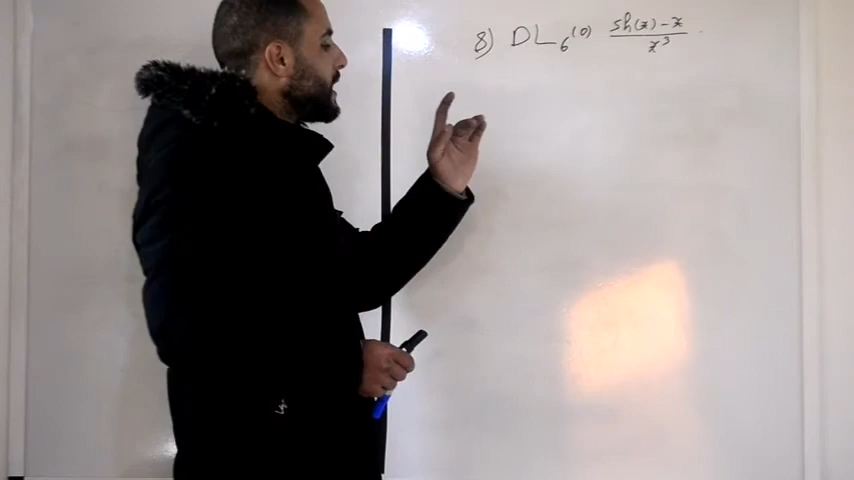 8) DL₆(0) (sh(x) - x) / x³